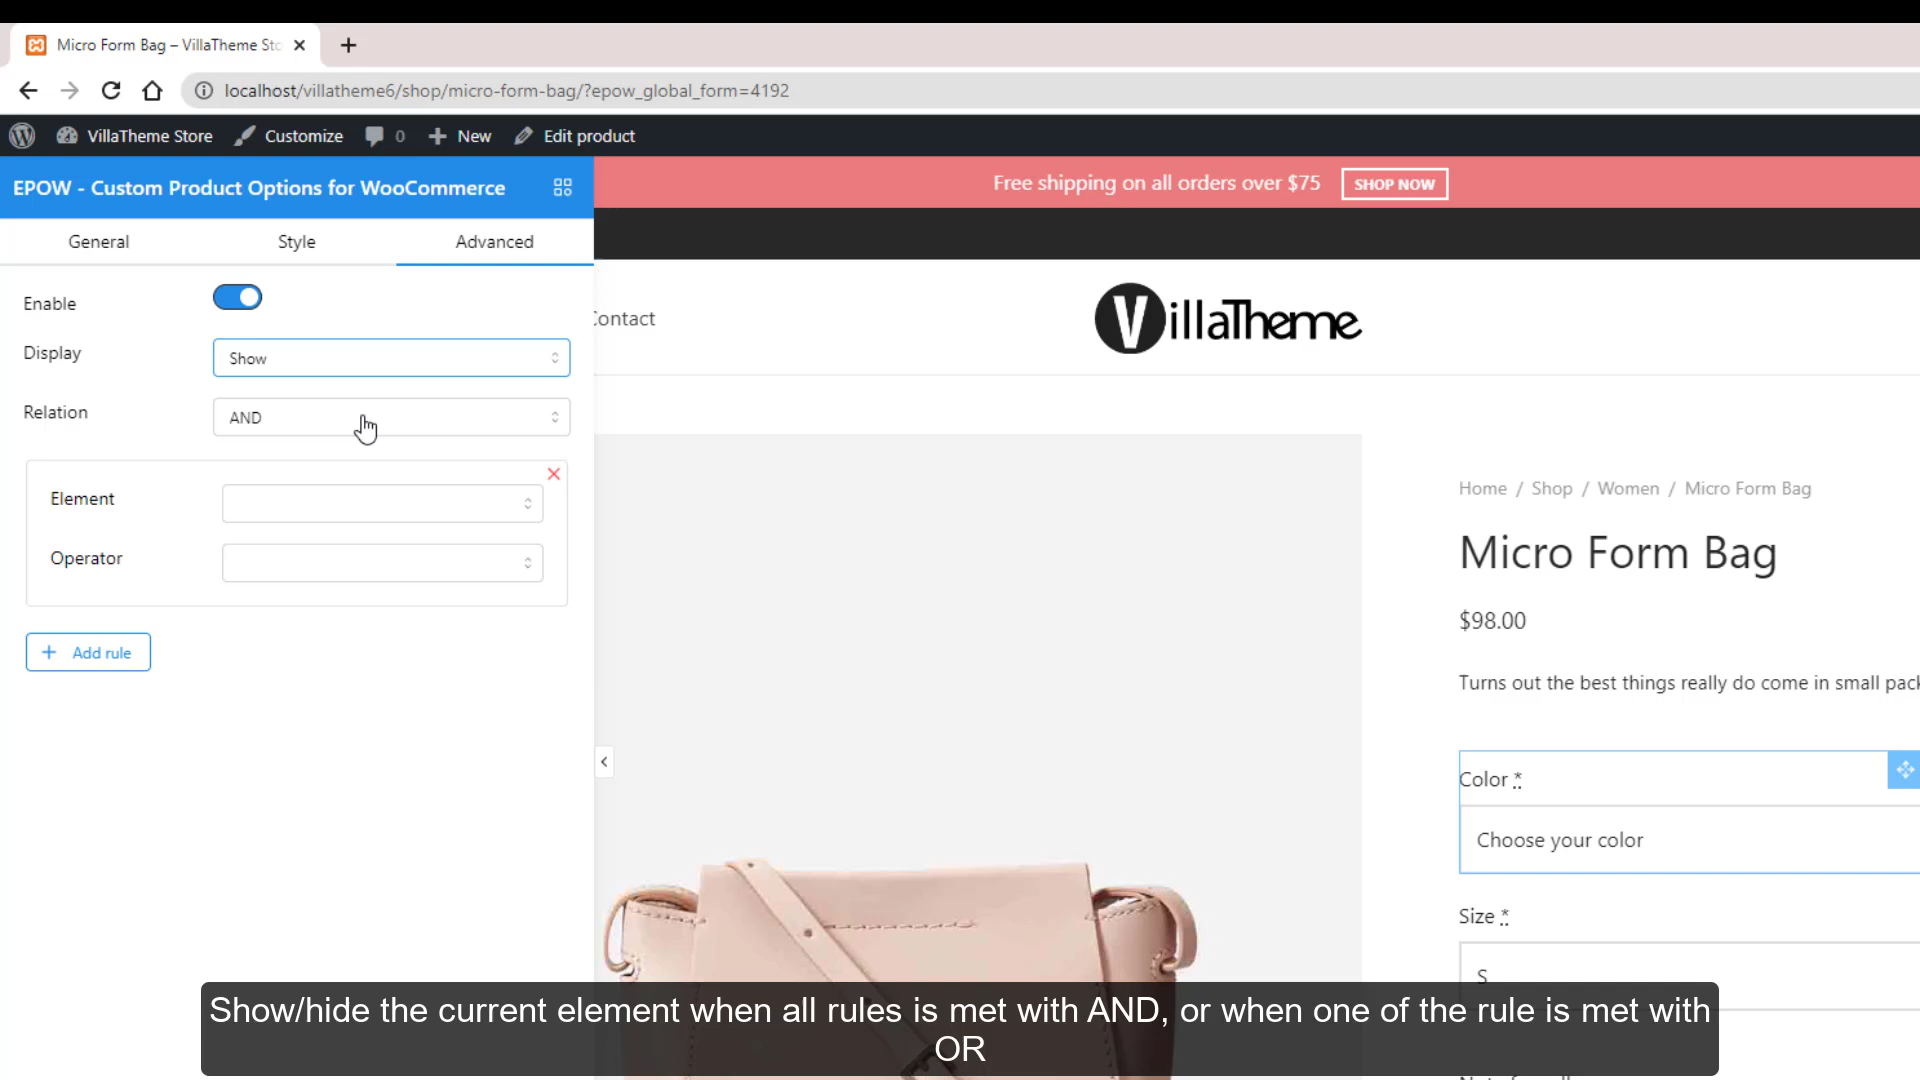 Micro Form Bag – VillaTheme Sto
localhost/villatheme6/shop/micro-form-bag/?epow_global_form=4192
VillaTheme Store
Customize
0
New
Edit product
EPOW - Custom Product Options for WooCommerce
Free shipping on all orders over $75
SHOP NOW
General
Style
Advanced
Enable
Contact
VillaTheme
Display
Show
Relation
AND
Element
Operator
Add rule
Home / Shop / Women / Micro Form Bag
Micro Form Bag
$98.00
Turns out the best things really do come in small pack
Color *
Choose your color
Size *
S
Show/hide the current element when all rules is met with AND, or when one of the rule is met with
OR